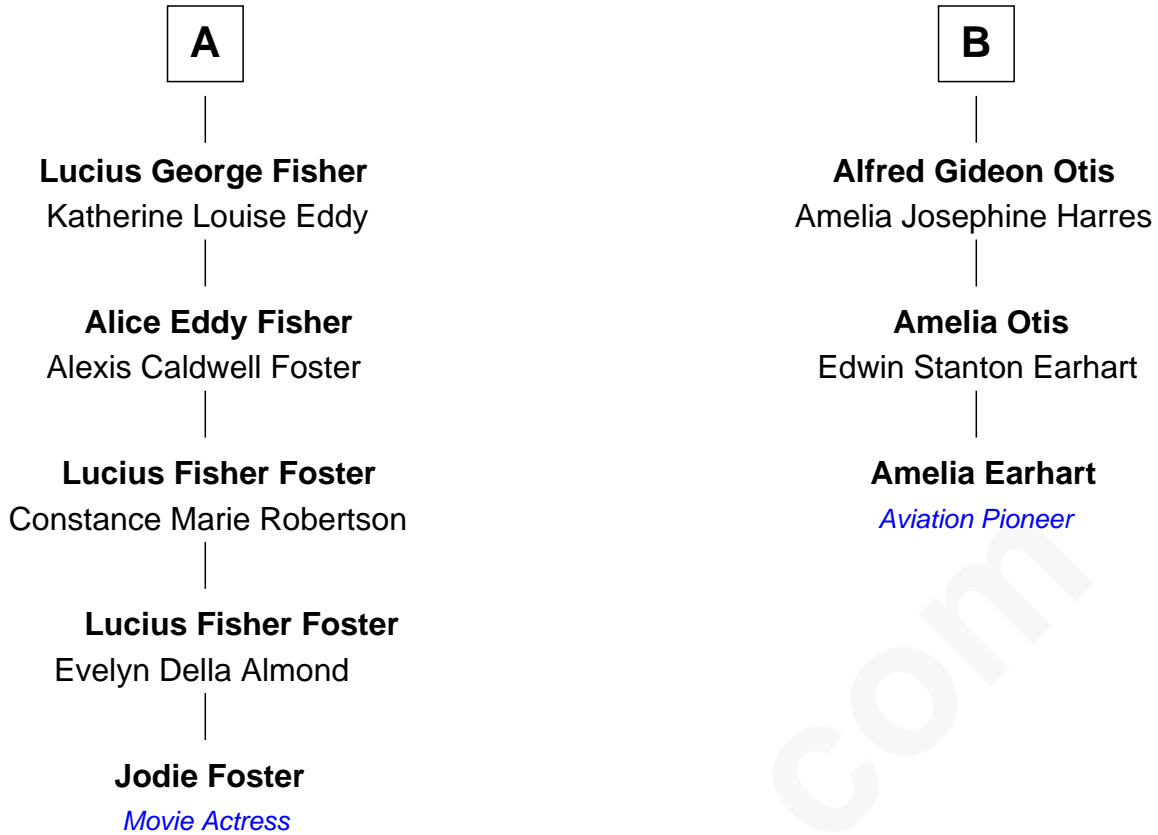 A
Lucius George Fisher
Katherine Louise Eddy
Alice Eddy Fisher
Alexis Caldwell Foster
Lucius Fisher Foster
Constance Marie Robertson
Lucius Fisher Foster
Evelyn Della Almond
Jodie Foster
Movie Actress
B
Alfred Gideon Otis
Amelia Josephine Harres
Amelia Otis
Edwin Stanton Earhart
Amelia Earhart
Aviation Pioneer
com